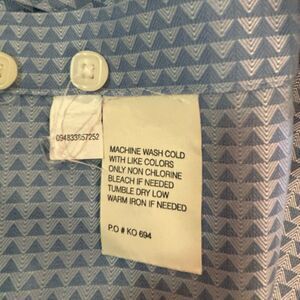 094833857252
MACHINE WASH COLD
WITH LIKE COLORS
ONLY NON CHLORINE
BLEACH IF NEEDED
TUMBLE DRY LOW
WARM IRON IF NEEDED
P.O # KO 694